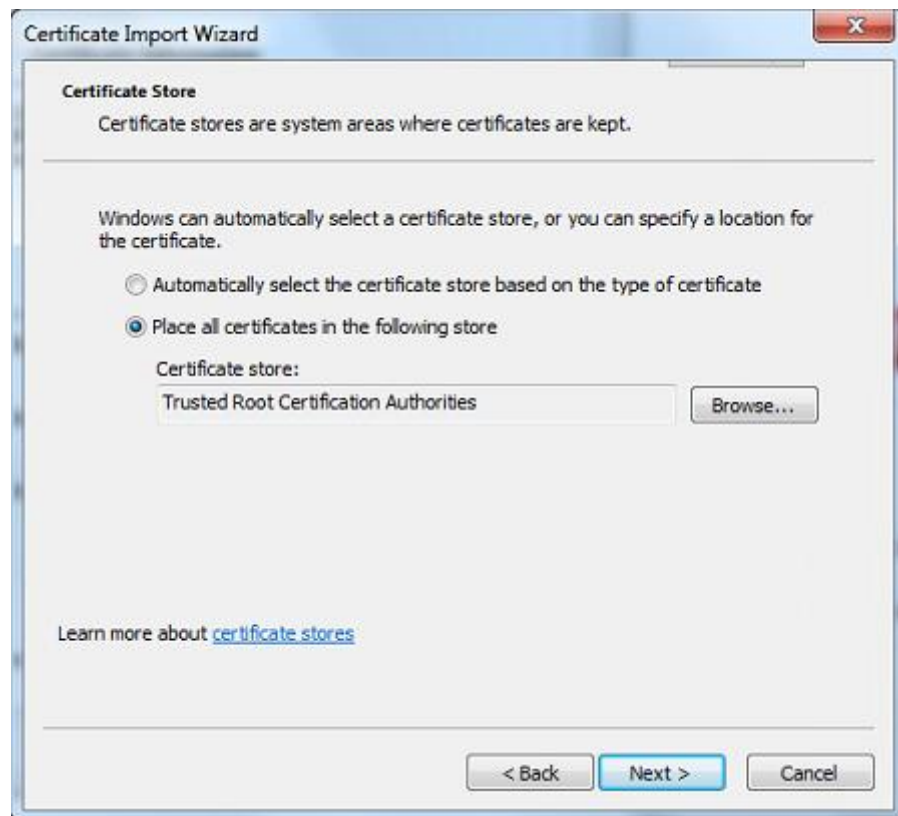 Certificate Import Wizard
Certificate Store
Certificate stores are system areas where certificates are kept.
Windows can automatically select a certificate store, or you can specify a location for
the certificate.
Automatically select the certificate store based on the type of certificate
Place all certificates in the following store
Certificate store:
Trusted Root Certification Authorities
Browse...
Learn more about certificate stores
< Back
Next >
Cancel